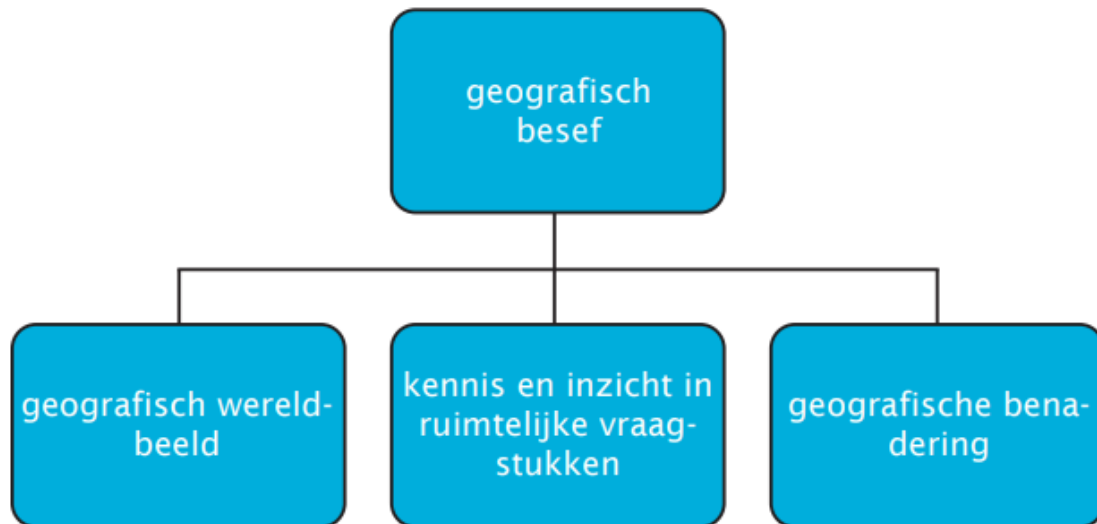 geografisch
besef
geografisch wereld-
beeld
kennis en inzicht in
ruimtelijke vraag-
stukken
geografische bena-
dering